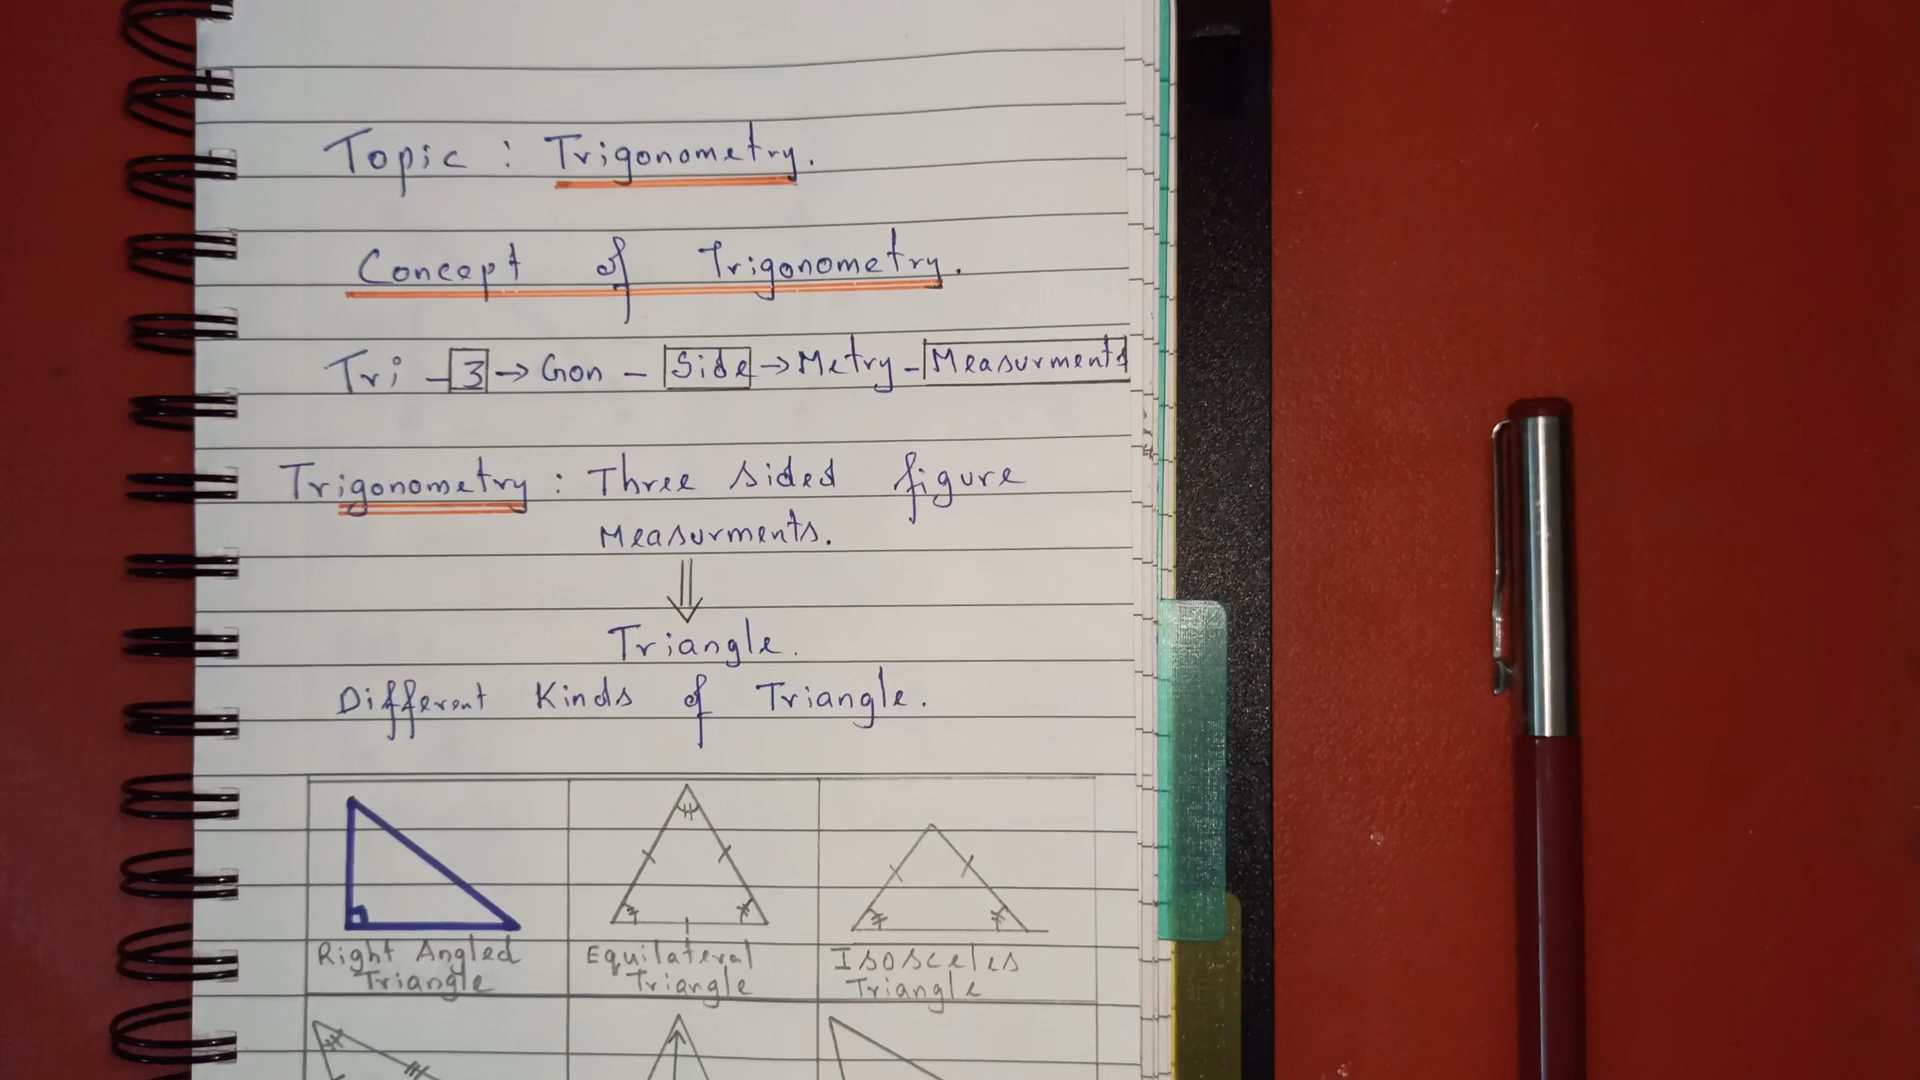 Topic : Trigonometry.
Concept of Trigonometry.
Tri - 3 → Gon - Side → Metry - Measurments
Trigonometry : Three sided figure
Measurments.
Triangle.
Different Kinds of Triangle.
Right Angled Triangle
Equilateral Triangle
Isosceles Triangle